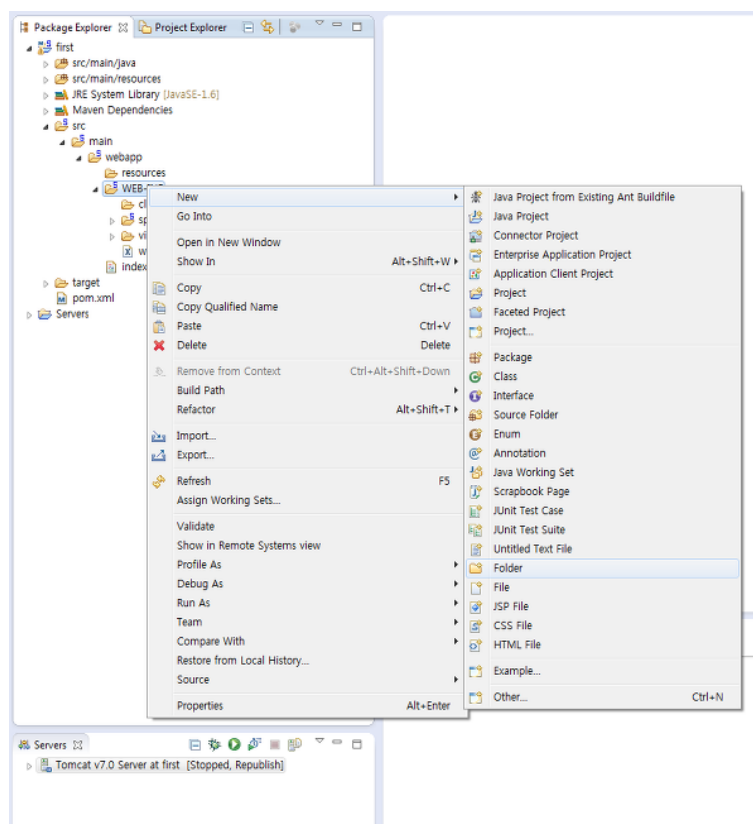 Package Explorer
Project Explorer
first
src/main/java
src/main/resources
JRE System Library [JavaSE-1.6]
Maven Dependencies
src
main
webapp
resources
index
target
pom.xml
Servers
New
Go Into
Open in New Window
Show In Alt+Shift+W
Copy Ctrl+C
Copy Qualified Name
Paste Ctrl+V
Delete Delete
Remove from Context Ctrl+Alt+Shift+Down
Build Path
Refactor Alt+Shift+T
Import...
Export...
Refresh F5
Assign Working Sets...
Validate
Show in Remote Systems view
Profile As
Debug As
Run As
Team
Compare With
Restore from Local History...
Source
Properties Alt+Enter
Java Project from Existing Ant Buildfile
Java Project
Connector Project
Enterprise Application Project
Application Client Project
Project
Faceted Project
Project...
Package
Class
Interface
Source Folder
Enum
Annotation
Java Working Set
Scrapbook Page
JUnit Test Case
JUnit Test Suite
Untitled Text File
Folder
File
JSP File
CSS File
HTML File
Example...
Other... Ctrl+N
Servers
Tomcat v7.0 Server at first [Stopped, Republish]